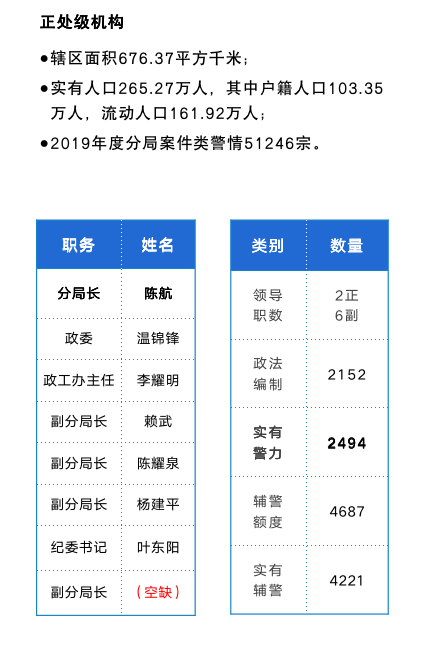 正处级机构
●辖区面积676.37平方千米；
●实有人口265.27万人，其中户籍人口103.35
万人，流动人口161.92万人；
●2019年度分局案件类警情51246宗。
职务 姓名
分局长 陈航
政委 温锦锋
政工办主任 李耀明
副分局长 赖武
副分局长 陈耀泉
副分局长 杨建平
纪委书记 叶东阳
副分局长 （空缺）
类别 数量
领导 2正
职数 6副
政法
编制 2152
实有
警力 2494
辅警
额度 4687
实有
辅警 4221